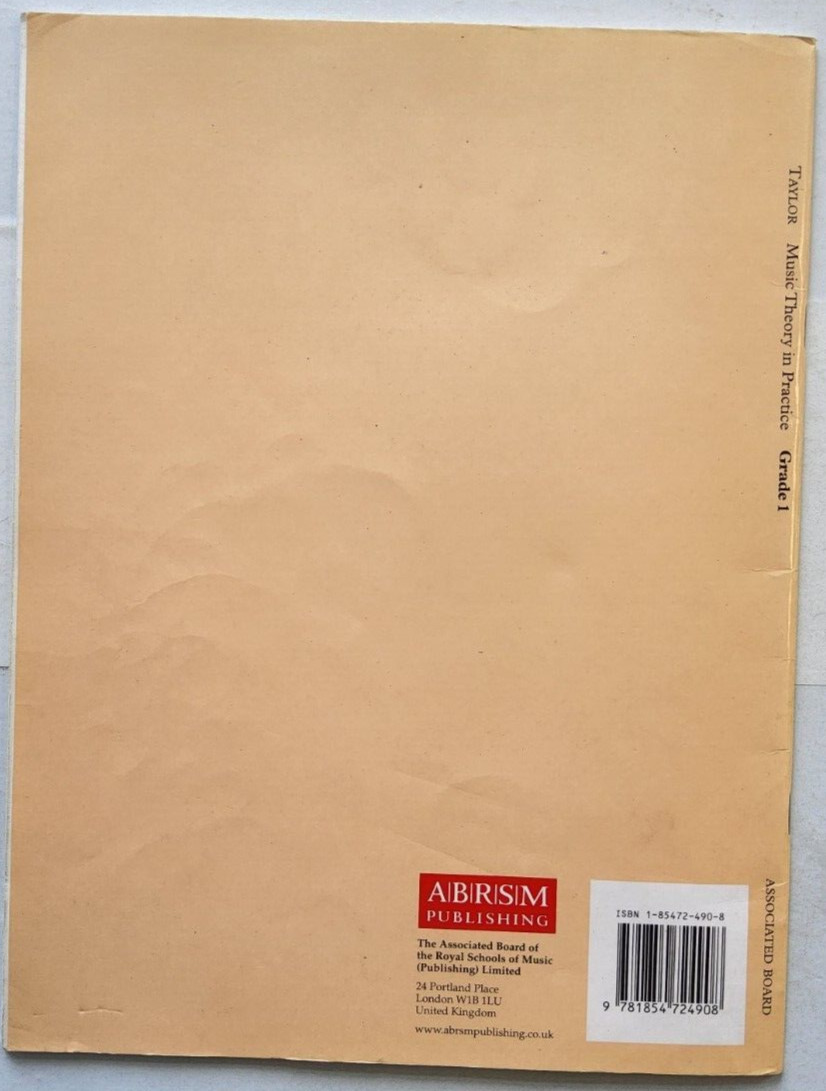 TAYLOR Music Theory in Practice Grade 1
ABRSM
PUBLISHING
The Associated Board of
the Royal Schools of Music
(Publishing) Limited
24 Portland Place
London W1B 1LU
United Kingdom
www.abrsmpublishing.co.uk
ISBN 1-85472-490-8
9 781854 724908
ASSOCIATED BOARD